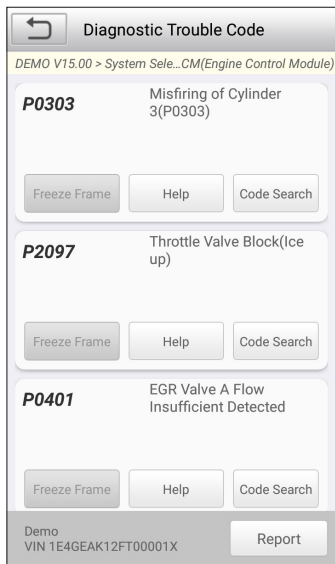 Diagnostic Trouble Code
DEMO V15.00 > System Sele...CM(Engine Control Module)
P0303
Misfiring of Cylinder
3(P0303)
Freeze Frame
Help
Code Search
P2097
Throttle Valve Block(Ice
up)
Freeze Frame
Help
Code Search
P0401
EGR Valve A Flow
Insufficient Detected
Freeze Frame
Help
Code Search
Demo
VIN 1E4GEAK12FT00001X
Report